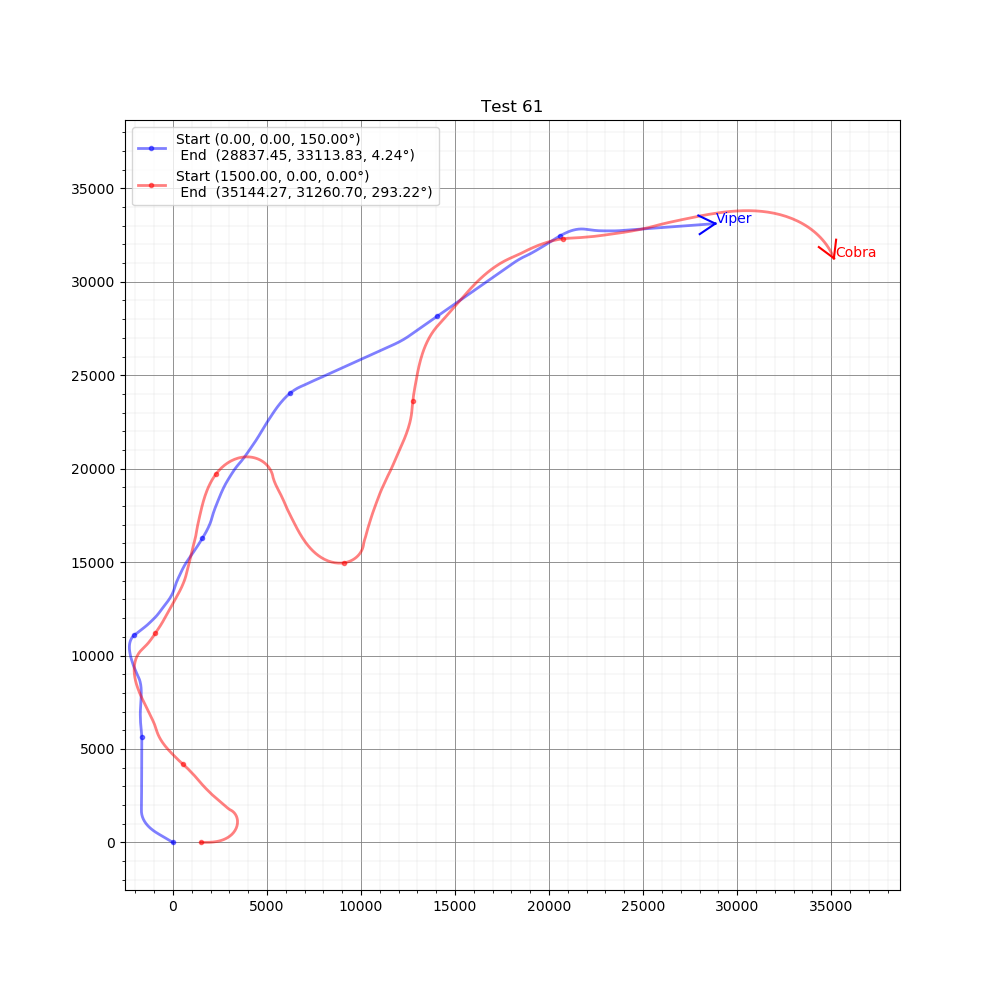 Test 61
Start (0.00, 0.00, 150.00°)
End  (28837.45, 33113.83, 4.24°)
Start (1500.00, 0.00, 0.00°)
End  (35144.27, 31260.70, 293.22°)
35000
30000
25000
20000
15000
10000
5000
0
Viper
Cobra
0 5000 10000 15000 20000 25000 30000 35000